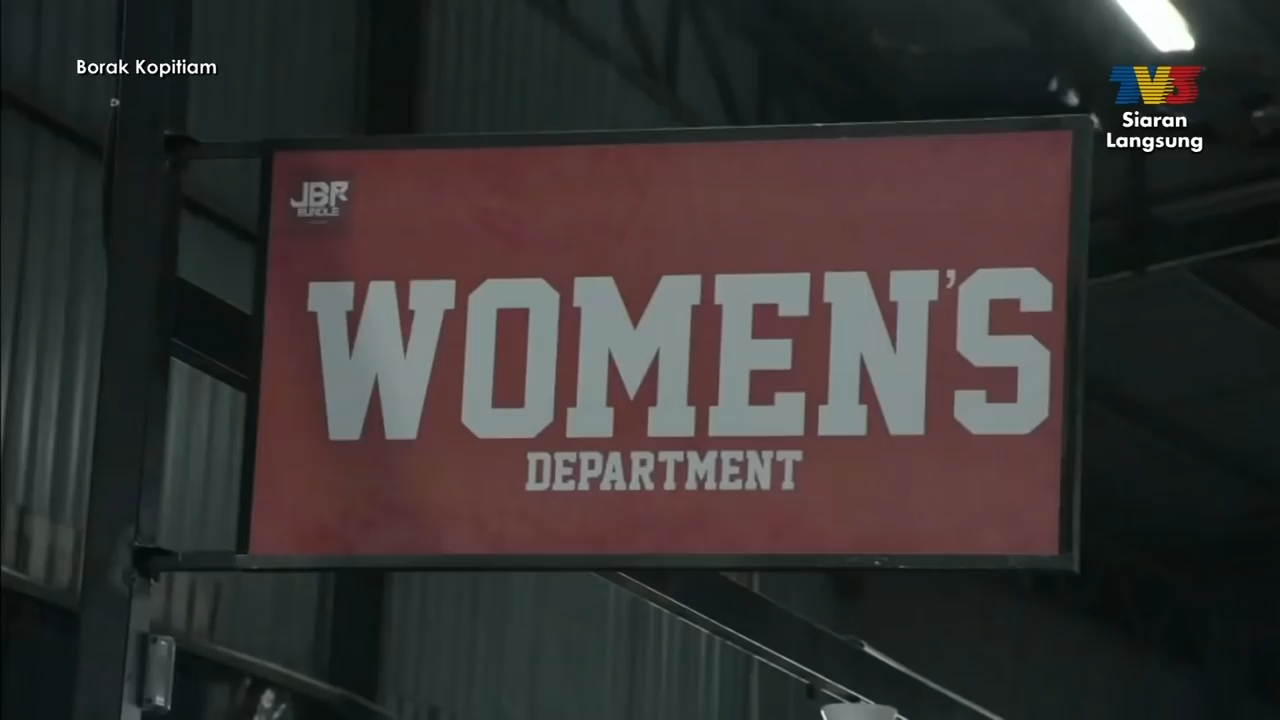 Borak Kopitiam
TV3
Siaran
Langsung
JBR
BUNDLE
WOMEN'S
DEPARTMENT